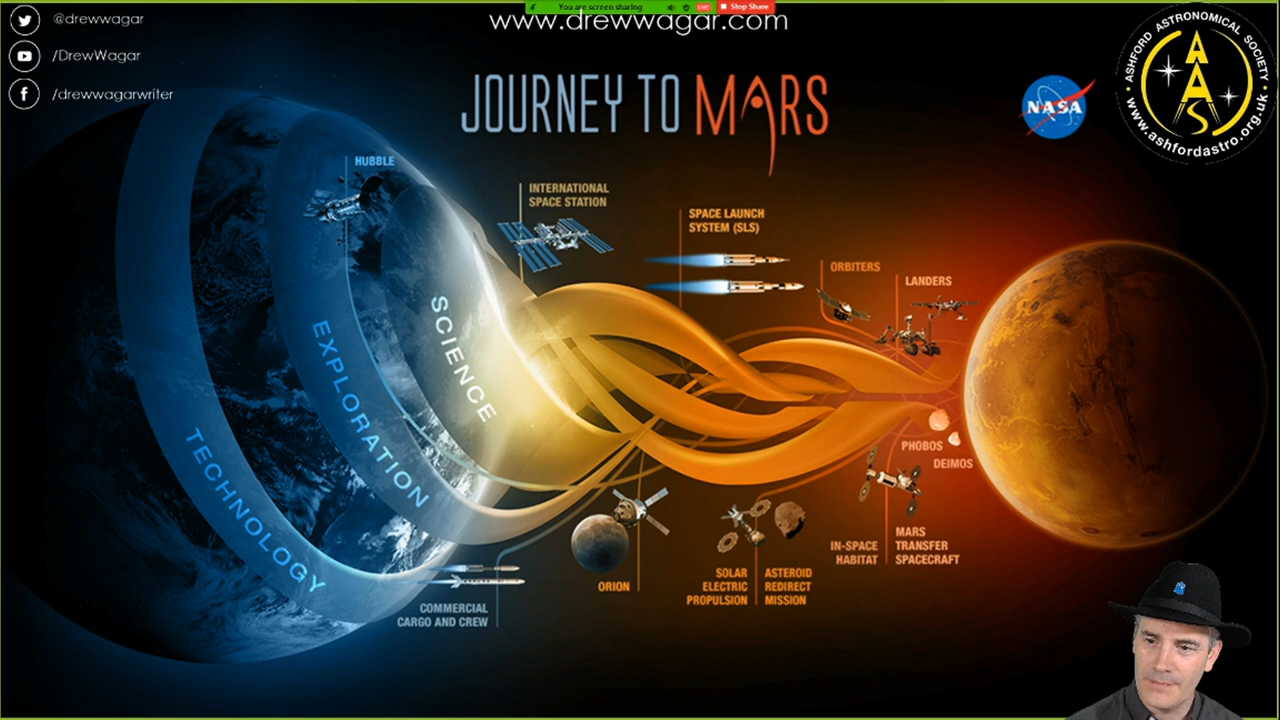 You are screen sharing
LIVE
Stop Share
@drewwagar
/DrewWagar
/drewwagarwriter
www.drewwagar.com
JOURNEY TO MARS
NASA
ASHFORD ASTRONOMICAL SOCIETY
AAS
www.ashfordastro.org.uk
HUBBLE
INTERNATIONAL
SPACE STATION
SPACE LAUNCH
SYSTEM (SLS)
ORBITERS
LANDERS
SCIENCE
EXPLORATION
TECHNOLOGY
PHOBOS
DEIMOS
IN-SPACE
HABITAT
MARS
TRANSFER
SPACECRAFT
ORION
SOLAR
ELECTRIC
PROPULSION
ASTEROID
REDIRECT
MISSION
COMMERCIAL
CARGO AND CREW